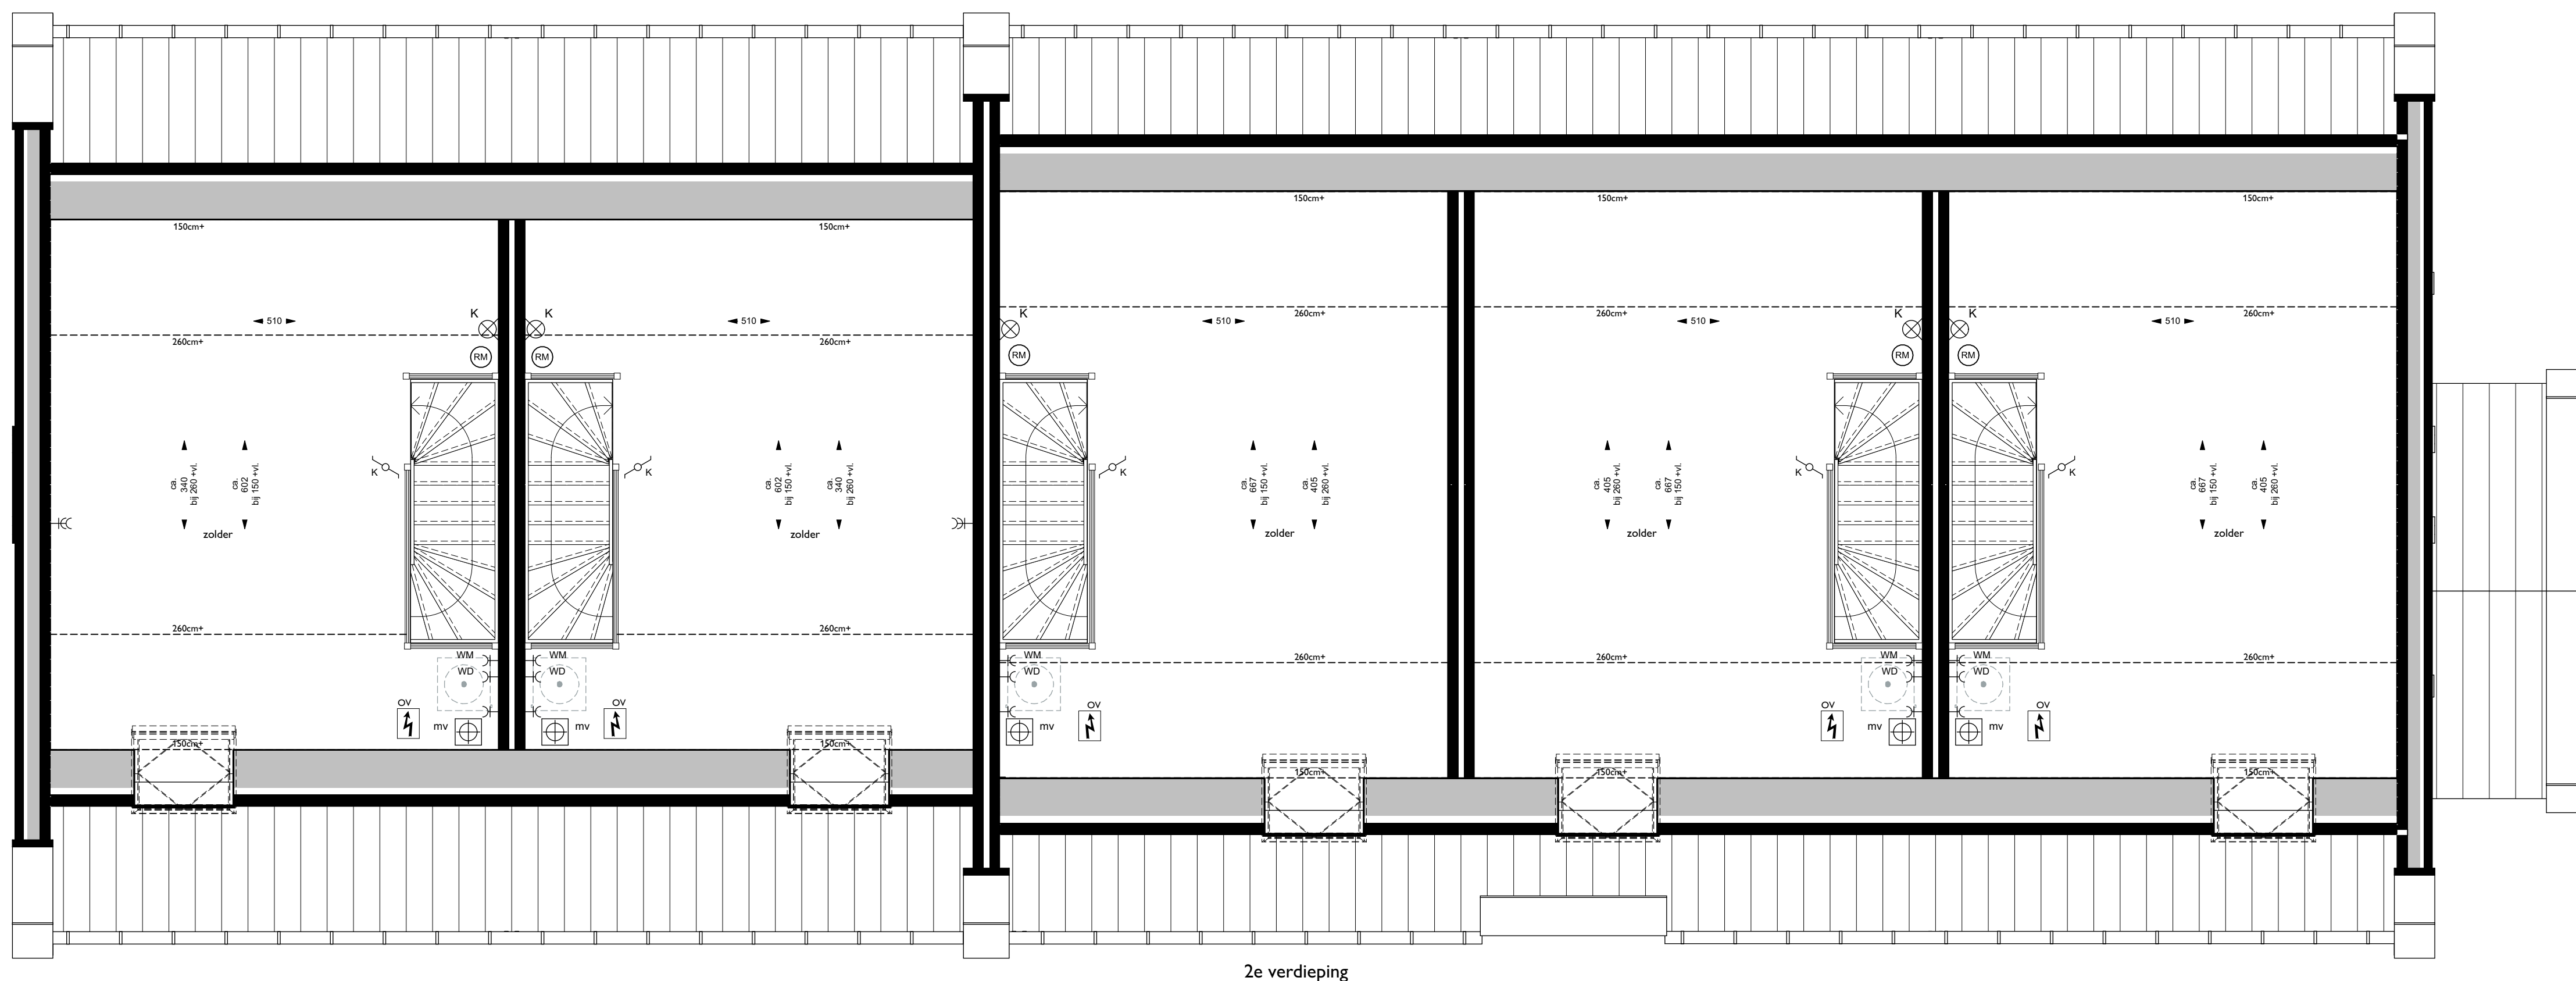 150cm+
150cm+
150cm+
150cm+
150cm+
510
510
510
510
510
K
K
K
K
K
260cm+
260cm+
260cm+
260cm+
260cm+
RM
RM
RM
RM
RM
K
K
K
K
K
ca.
340
bij 260 +vl.
ca.
602
bij 150 +vl.
zolder
ca.
602
bij 150 +vl.
ca.
340
bij 260 +vl.
zolder
ca.
667
bij 150 +vl.
ca.
405
bij 260 +vl.
zolder
ca.
405
bij 260 +vl.
ca.
667
bij 150 +vl.
zolder
ca.
667
bij 150 +vl.
ca.
405
bij 260 +vl.
zolder
260cm+
260cm+
260cm+
260cm+
260cm+
WM
WM
WM
WM
WM
WD
WD
WD
WD
WD
OV
OV
OV
OV
OV
mv
mv
mv
mv
mv
150cm+
150cm+
150cm+
150cm+
150cm+
2e verdieping